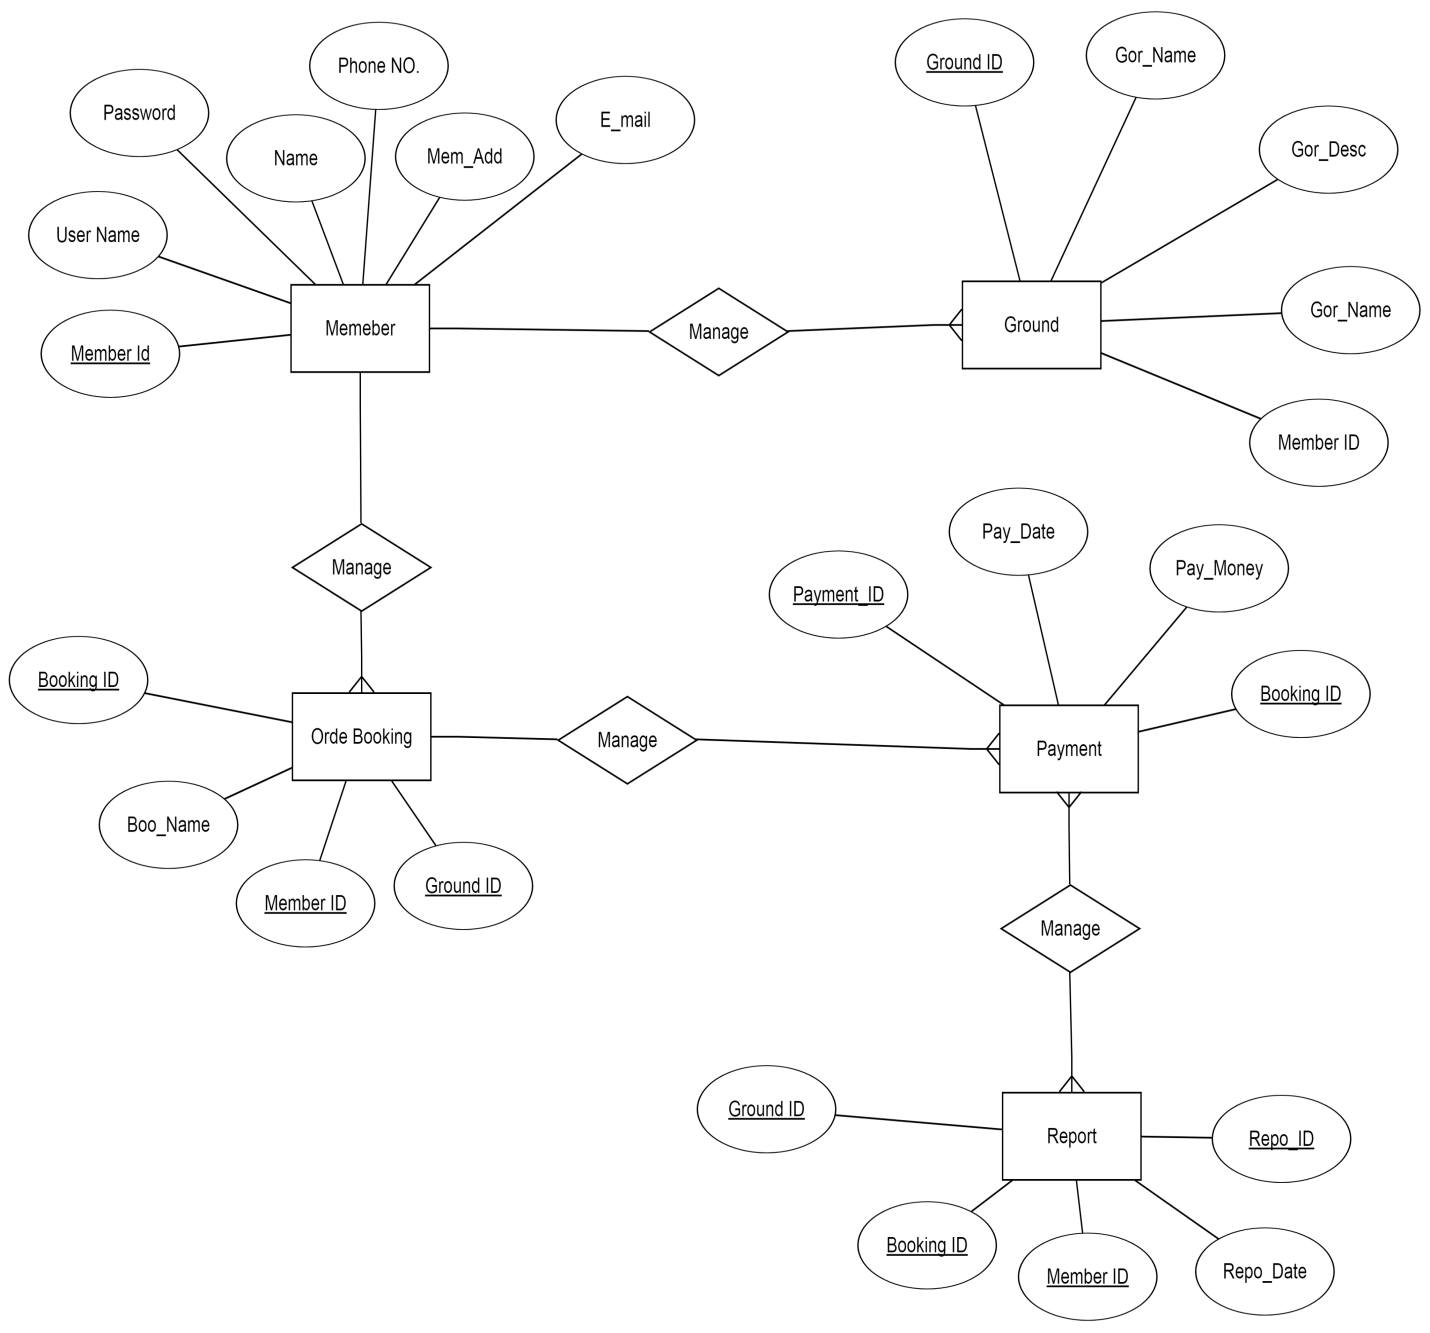 Phone NO.
Password
Name
Mem_Add
E_mail
User Name
Member Id
Memeber
Manage
Ground ID
Gor_Name
Gor_Desc
Gor_Name
Ground
Member ID
Manage
Booking ID
Orde Booking
Boo_Name
Member ID
Ground ID
Manage
Payment_ID
Pay_Date
Pay_Money
Booking ID
Payment
Manage
Ground ID
Report
Repo_ID
Booking ID
Member ID
Repo_Date